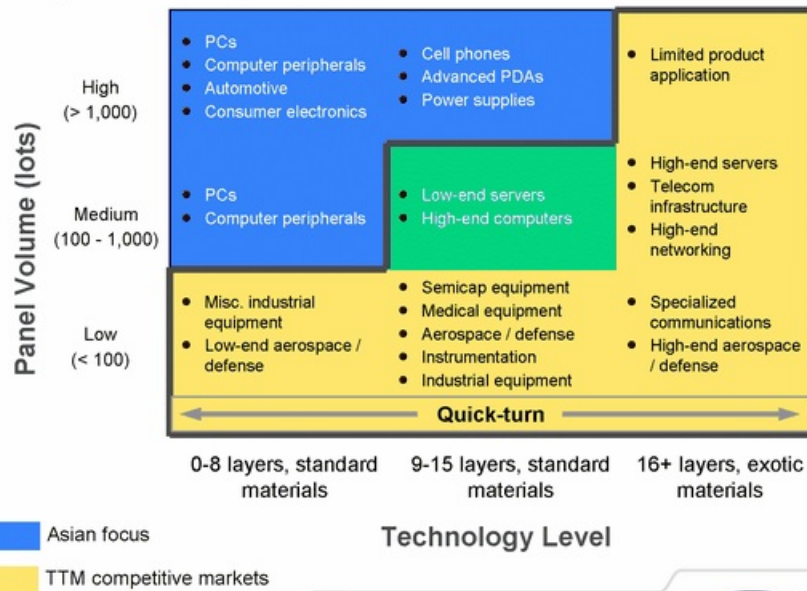 High
(> 1,000)
• PCs
• Computer peripherals
• Automotive
• Consumer electronics
• Cell phones
• Advanced PDAs
• Power supplies
• Limited product
application
Panel Volume (lots)
Medium
(100 - 1,000)
• PCs
• Computer peripherals
• Low-end servers
• High-end computers
• High-end servers
• Telecom
infrastructure
• High-end
networking
Low
(< 100)
• Misc. industrial
equipment
• Low-end aerospace /
defense
• Semicap equipment
• Medical equipment
• Aerospace / defense
• Instrumentation
• Industrial equipment
• Specialized
communications
• High-end aerospace
/ defense
Quick-turn
0-8 layers, standard
materials
9-15 layers, standard
materials
16+ layers, exotic
materials
Technology Level
Asian focus
TTM competitive markets